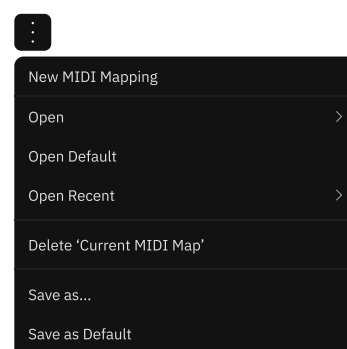 New MIDI Mapping
Open
Open Default
Open Recent
Delete ‘Current MIDI Map’
Save as...
Save as Default